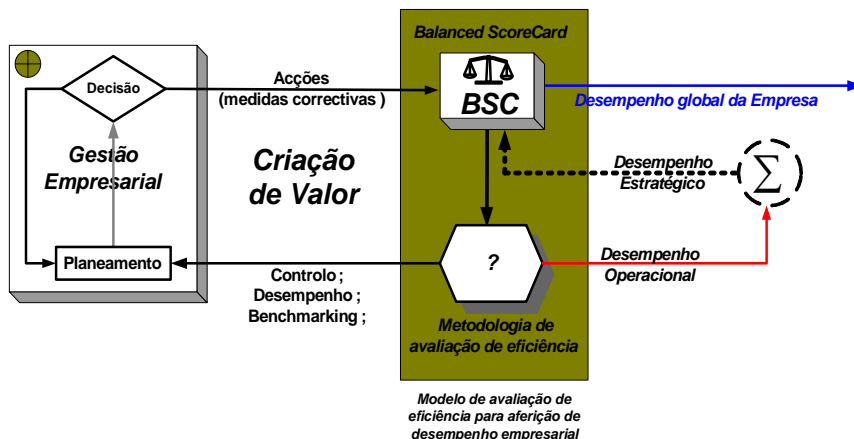 Balanced ScoreCard
Decisão
Acções
(medidas correctivas )
BSC
Desempenho global da Empresa
Gestão
Empresarial
Criação
de Valor
Desempenho
Estratégico
∑
Planeamento
?
Desempenho
Operacional
Controlo ;
Desempenho ;
Benchmarking ;
Metodologia de
avaliação de eficiência
Modelo de avaliação de
eficiência para aferição de
desempenho empresarial